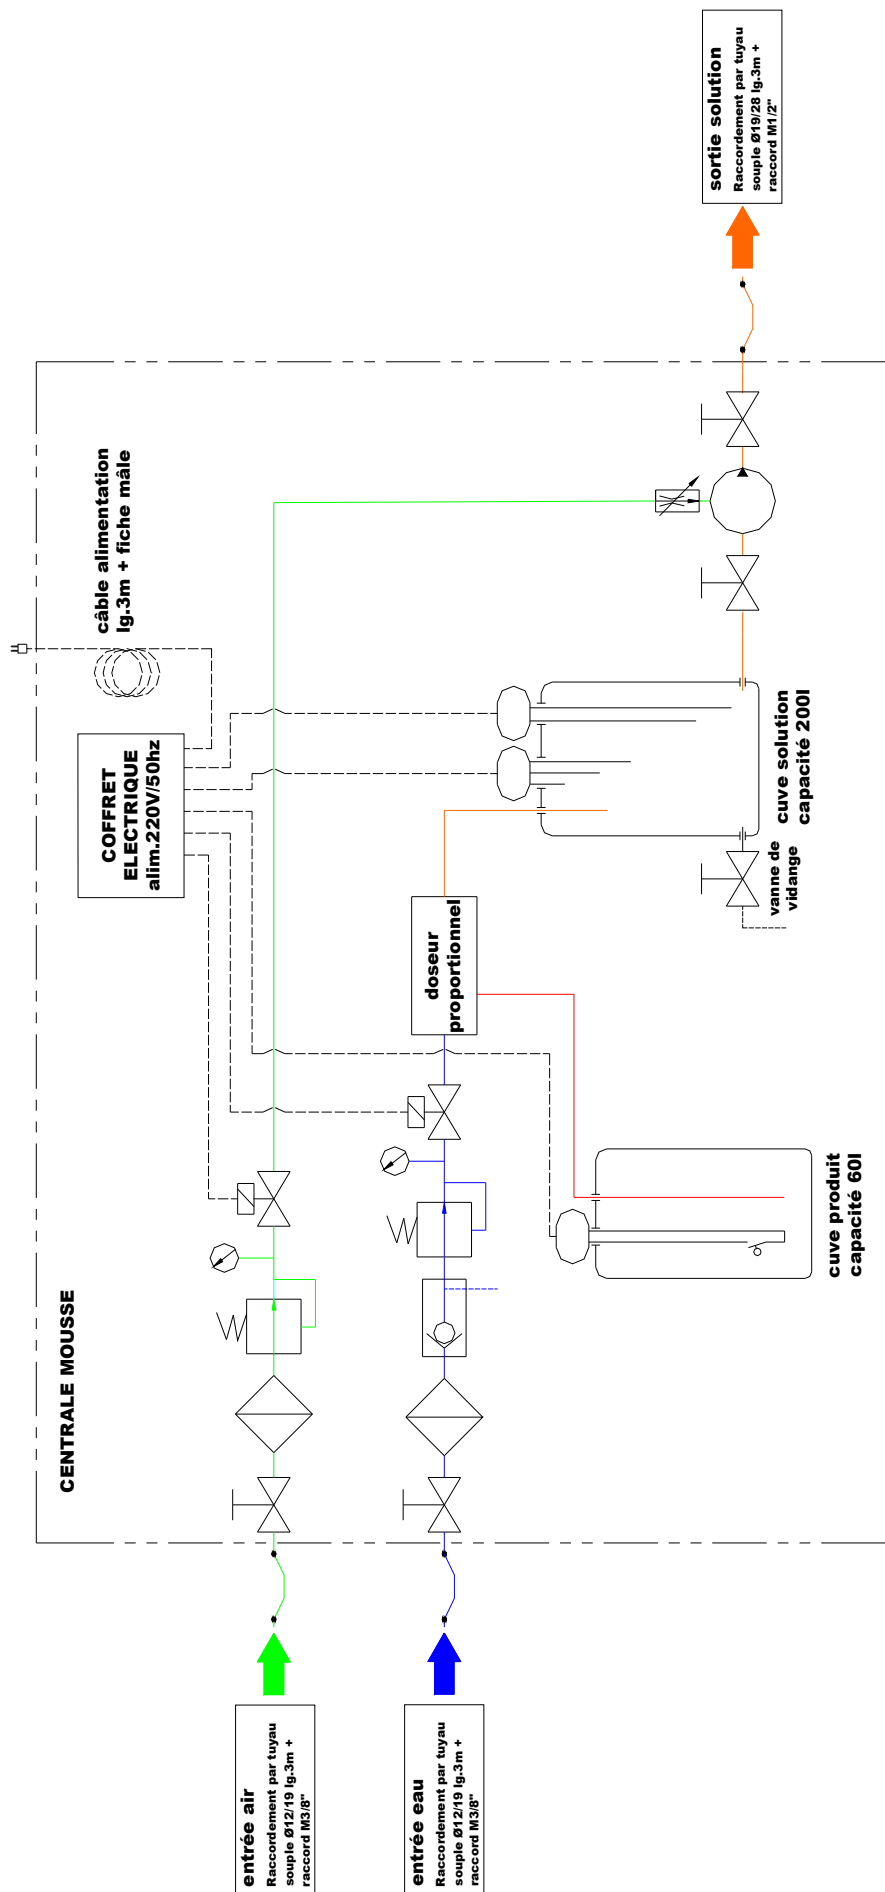 CENTRALE MOUSSE
entrée air
Raccordement par tuyau
souple Ø12/19 lg.3m +
raccord M3/8"
entrée eau
Raccordement par tuyau
souple Ø12/19 lg.3m +
raccord M3/8"
COFFRET
ELECTRIQUE
alim.220V/50hz
câble alimentation
lg.3m + fiche mâle
doseur
proportionnel
cuve produit
capacité 60l
vanne de
vidange
cuve solution
capacité 200l
sortie solution
Raccordement par tuyau
souple Ø19/28 lg.3m +
raccord M1/2"